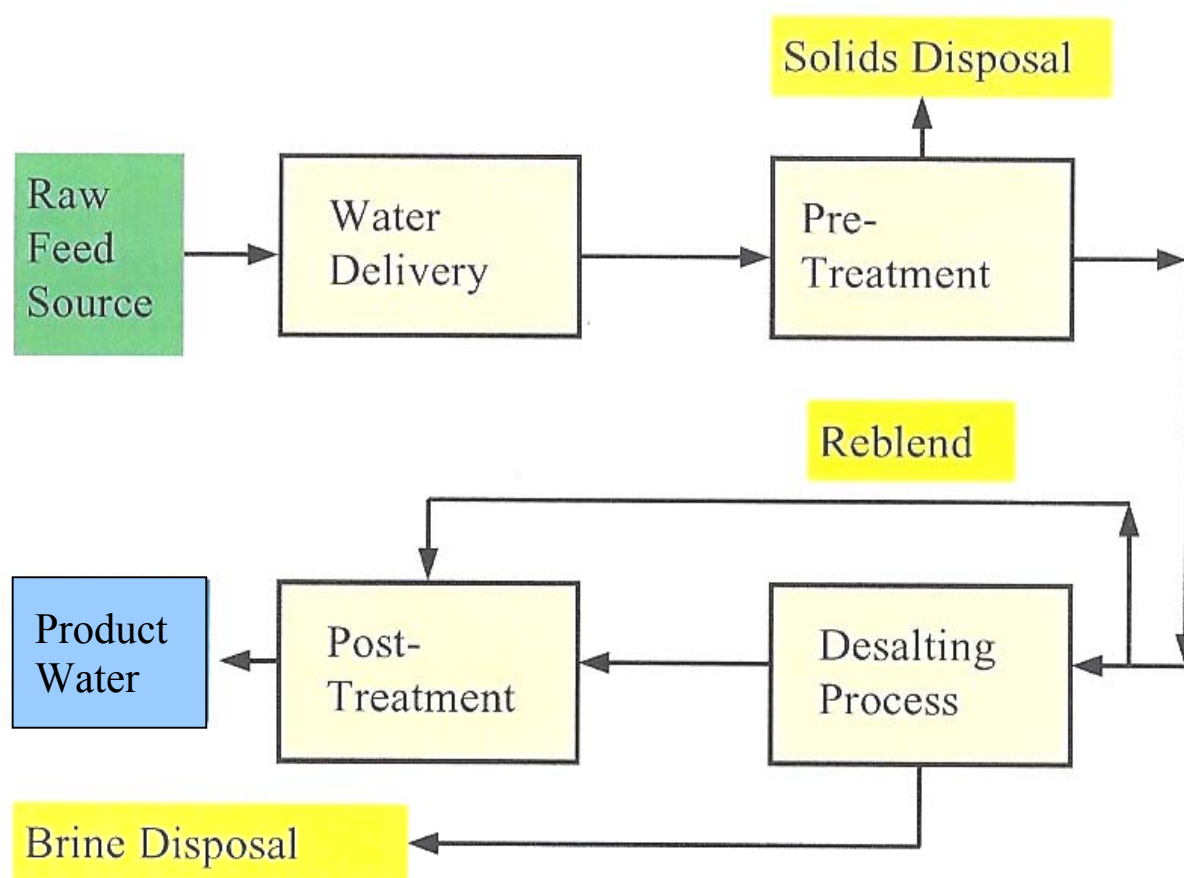 Solids Disposal
Raw
Feed
Source
Water
Delivery
Pre-
Treatment
Reblend
Product
Water
Post-
Treatment
Desalting
Process
Brine Disposal